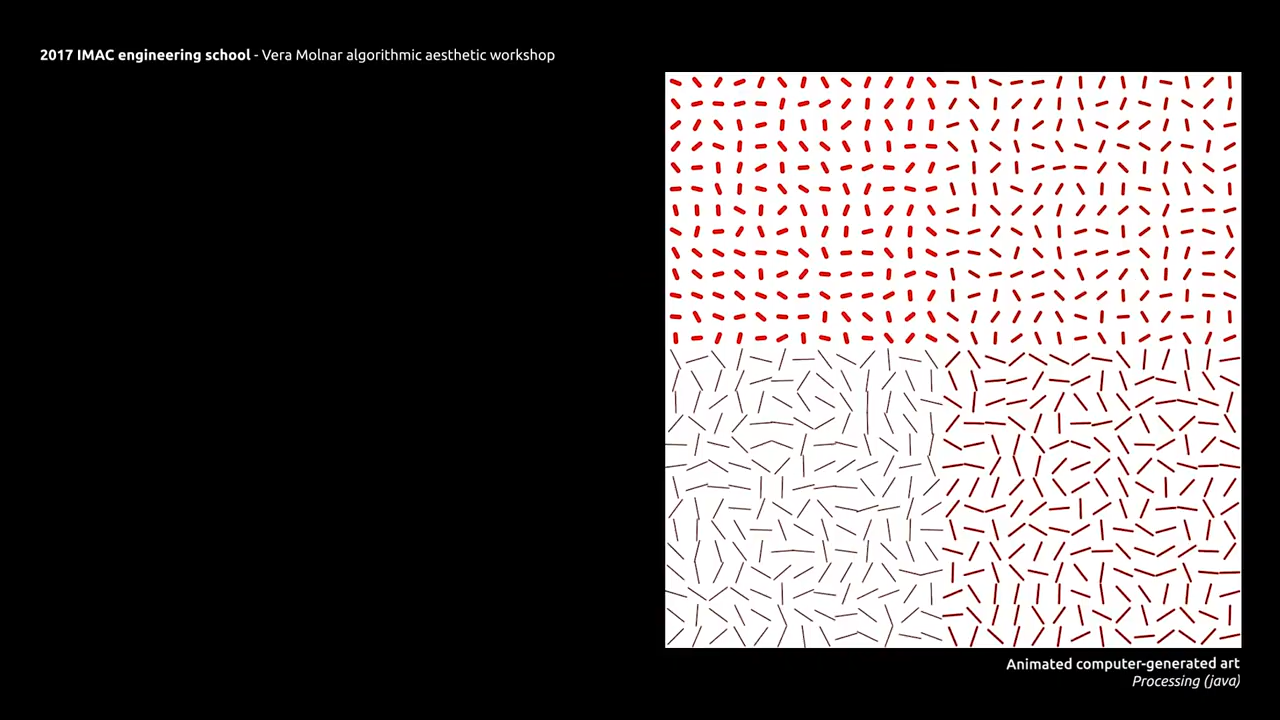 2017 IMAC engineering school - Vera Molnar algorithmic aesthetic workshop
Animated computer-generated art
Processing (java)